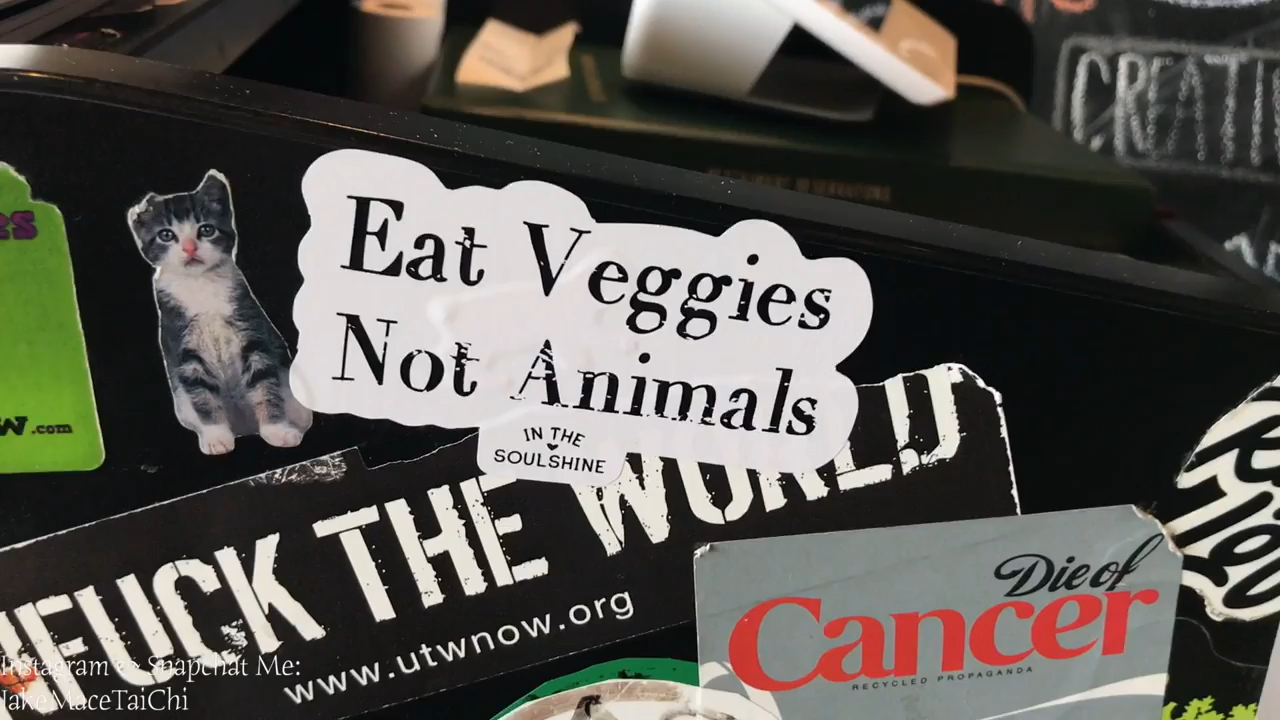 CREATI
es
Eat Veggies
Not Animals
IN THE
SOULSHINE
w.com
FUCK THE WORLD
www.utwnow.org
Die of
Cancer
RECYCLED PROPAGANDA
Instagram & Snapchat Me:
JakeMaceTaiChi